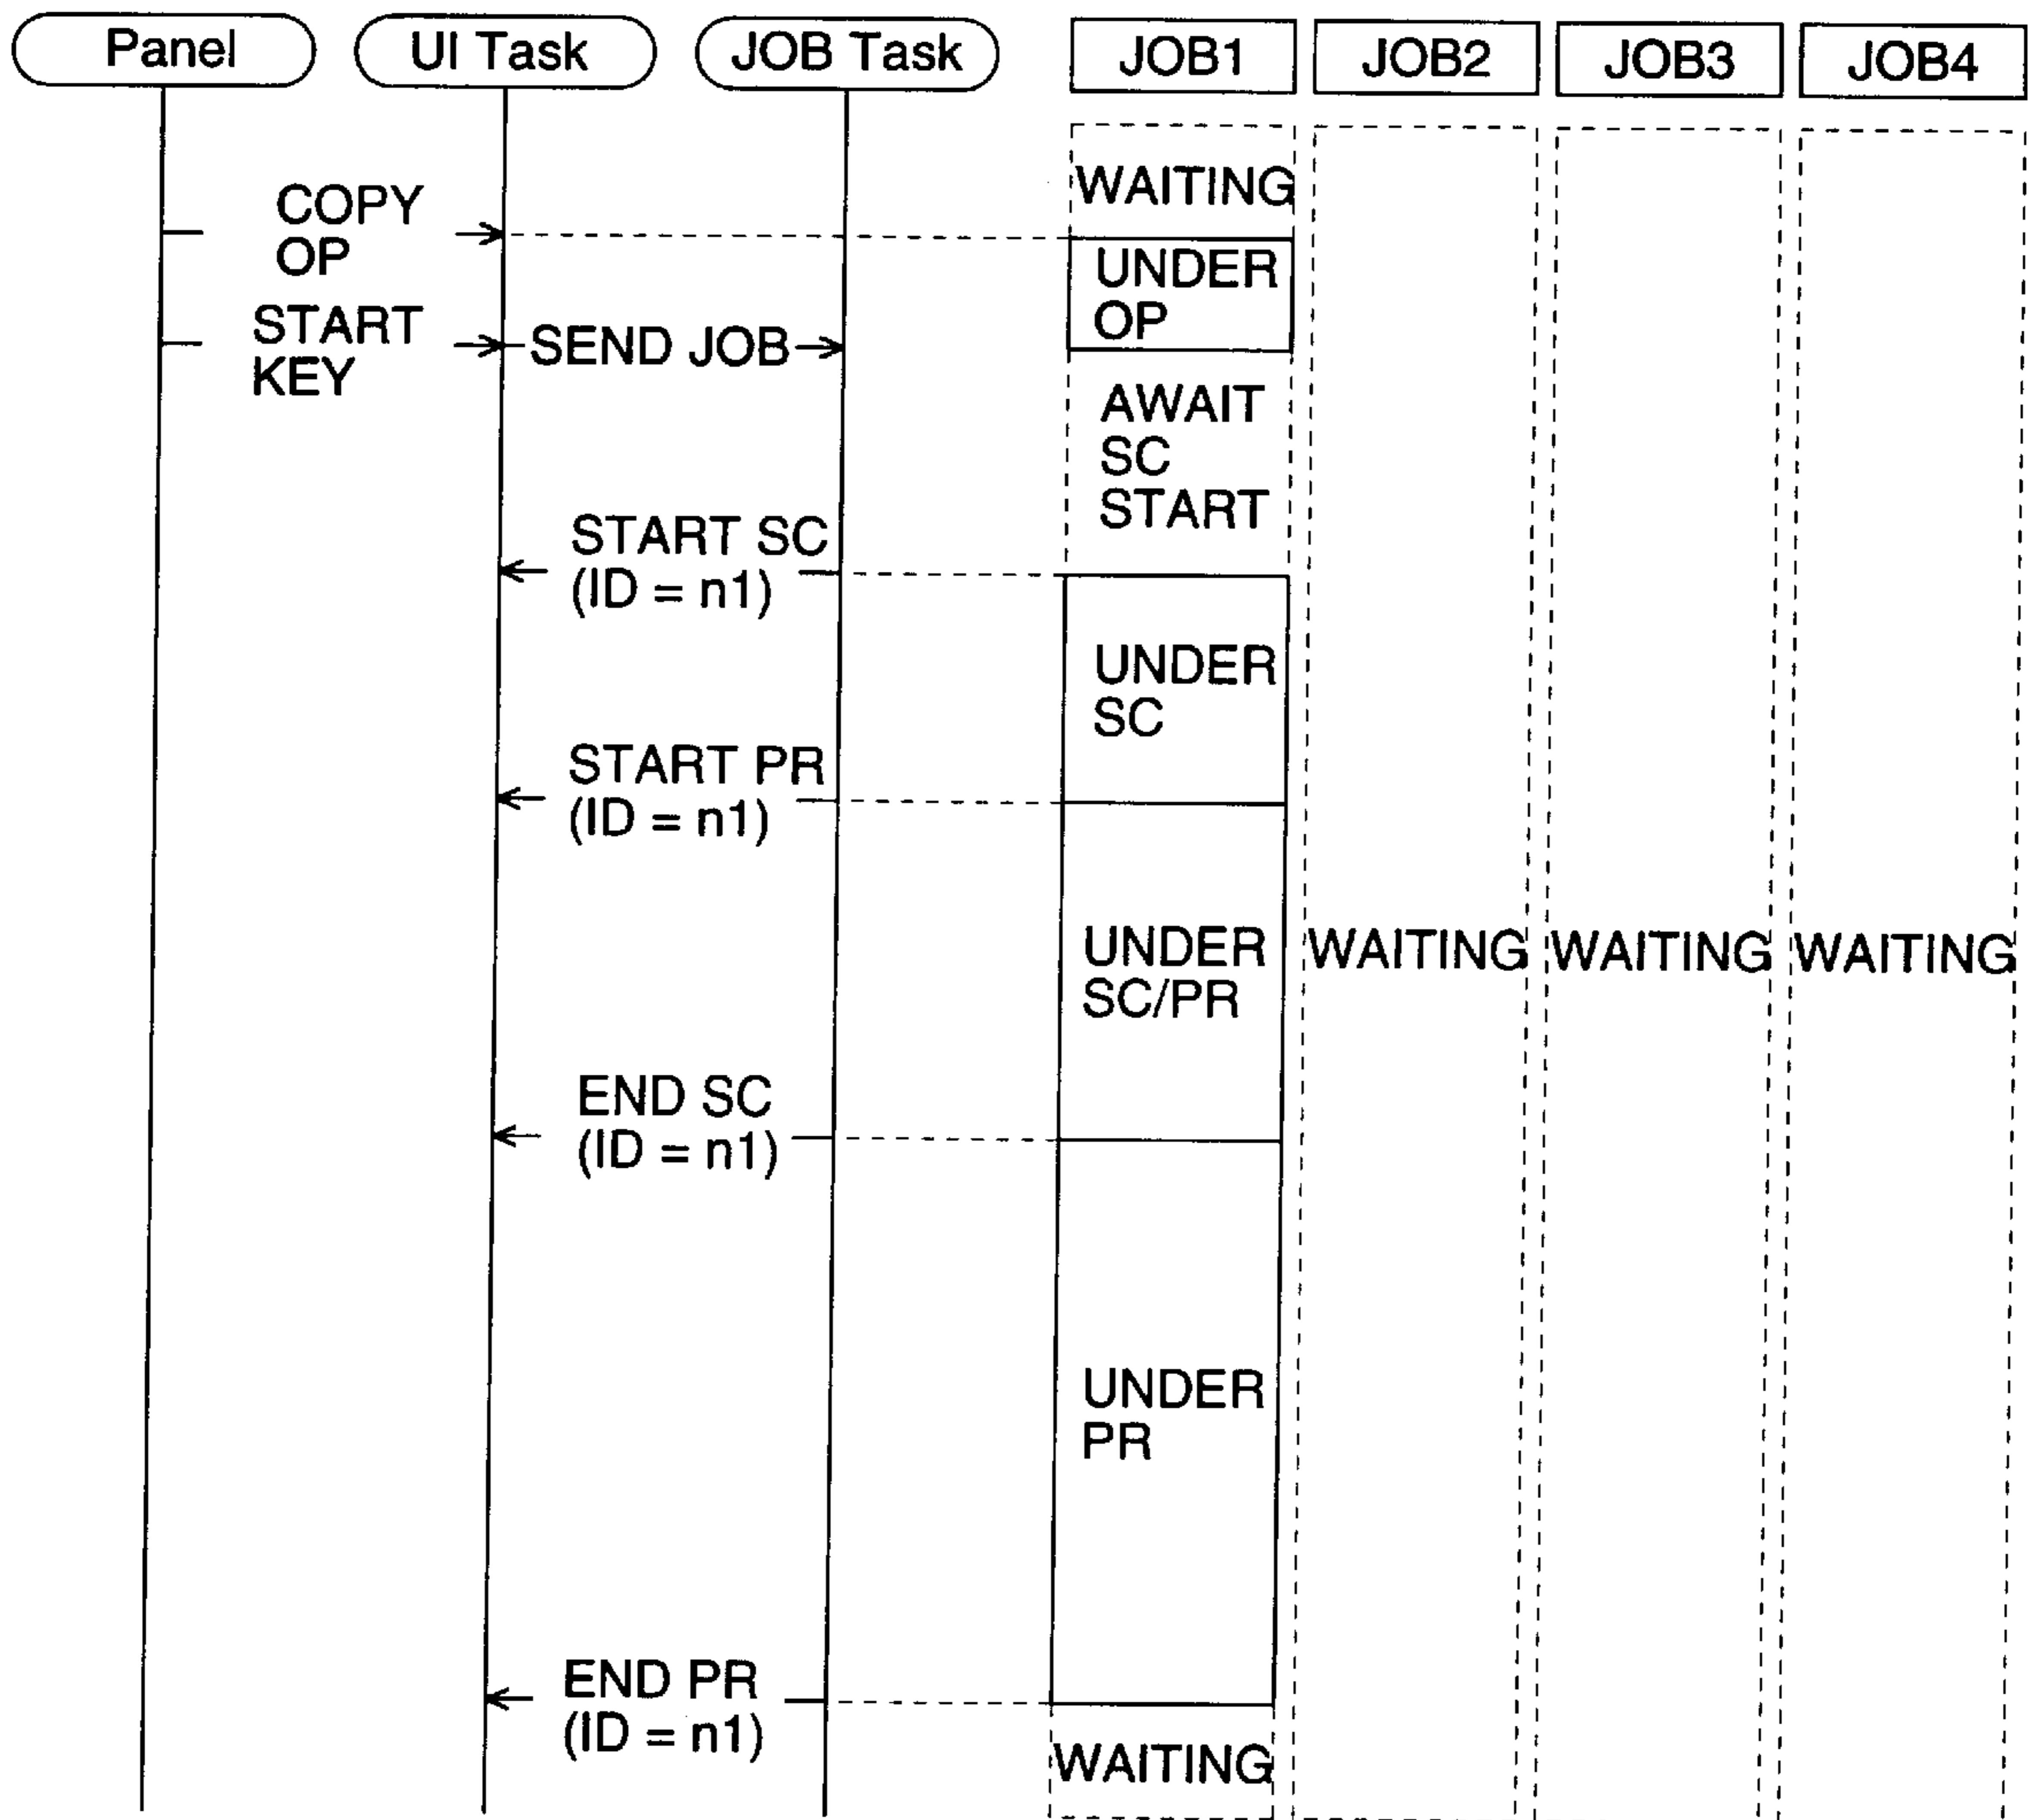 Panel
UI Task
JOB Task
JOB1
JOB2
JOB3
JOB4
WAITING
COPY
OP
UNDER
OP
START
KEY
SEND JOB
AWAIT
SC
START
START SC
(ID = n1)
UNDER
SC
START PR
(ID = n1)
UNDER
SC/PR
WAITING
WAITING
WAITING
END SC
(ID = n1)
UNDER
PR
END PR
(ID = n1)
WAITING